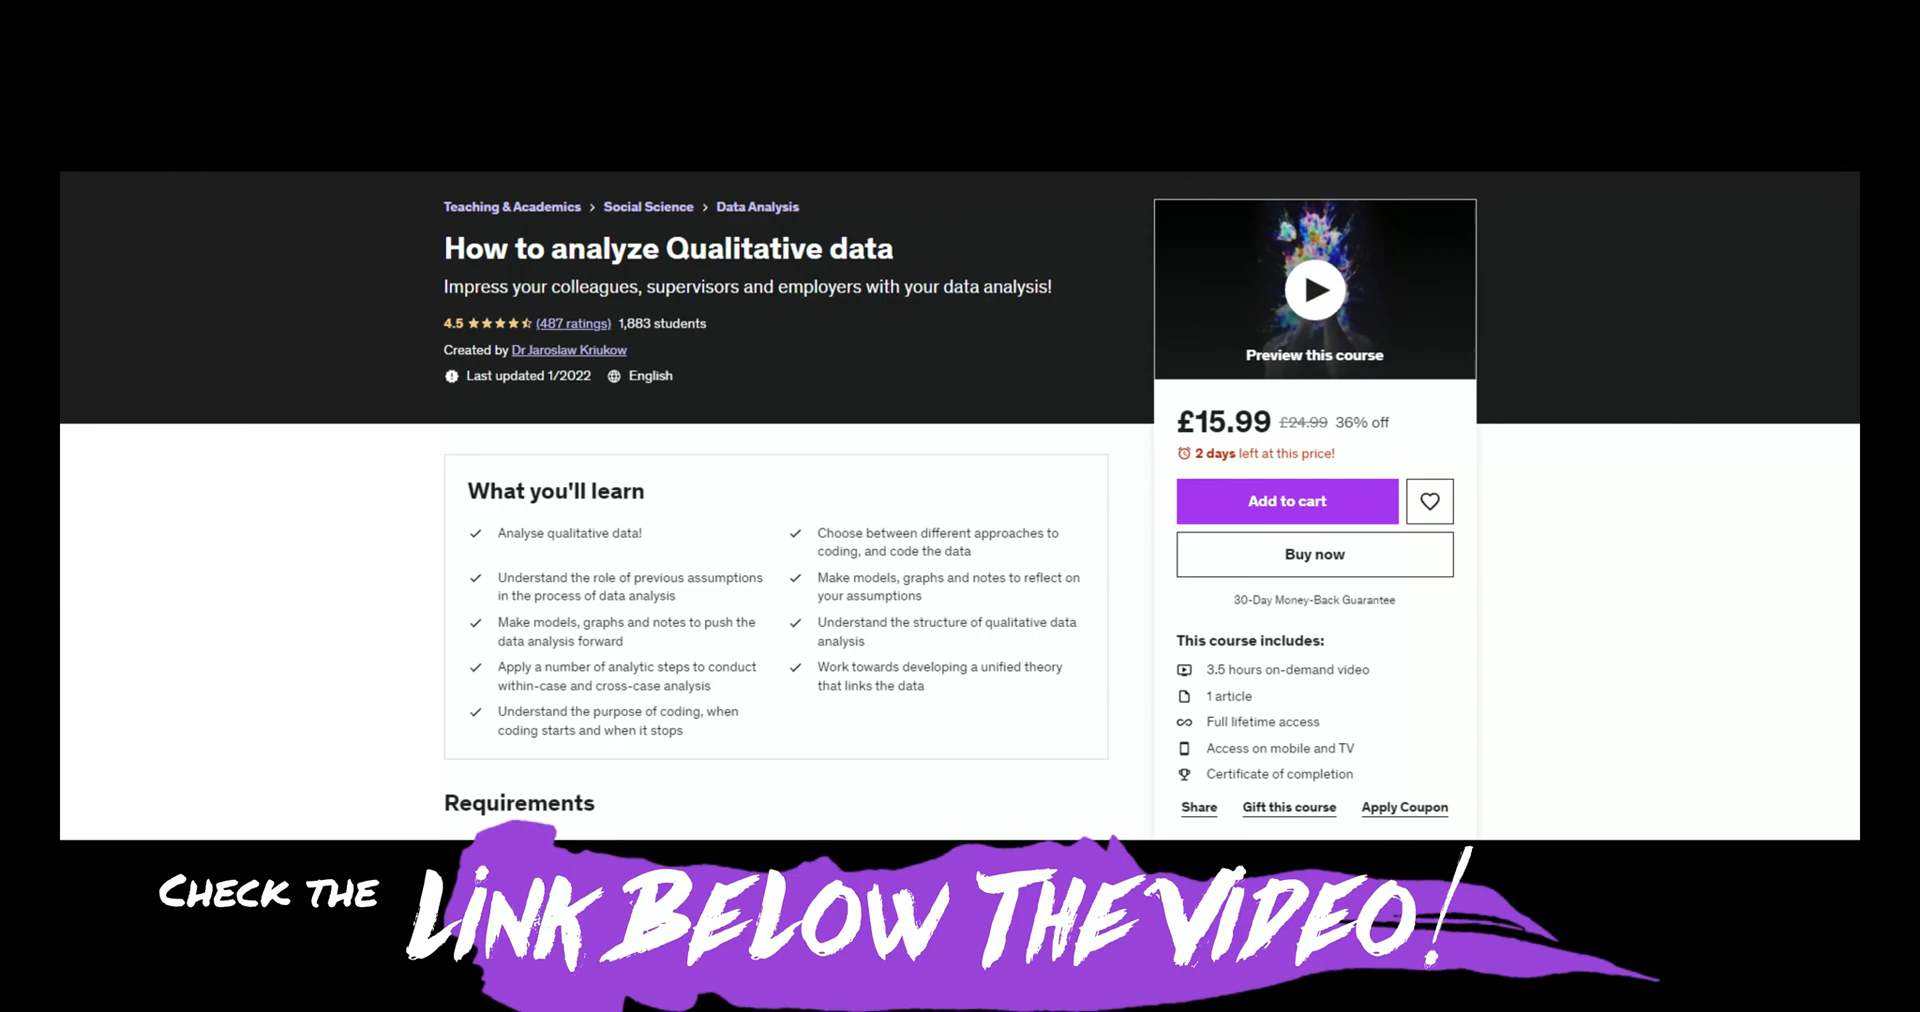 Teaching & Academics > Social Science > Data Analysis
How to analyze Qualitative data
Impress your colleagues, supervisors and employers with your data analysis!
4.5 (487 ratings) 1,883 students
Created by Dr Jaroslaw Kriukow
Last updated 1/2022 English
Preview this course
£15.99 £24.99 36% off
2 days left at this price!
Add to cart
Buy now
30-Day Money-Back Guarantee
This course includes:
3.5 hours on-demand video
1 article
Full lifetime access
Access on mobile and TV
Certificate of completion
Share Gift this course Apply Coupon
What you'll learn
Analyse qualitative data!
Understand the role of previous assumptions
in the process of data analysis
Make models, graphs and notes to push the
data analysis forward
Apply a number of analytic steps to conduct
within-case and cross-case analysis
Understand the purpose of coding, when
coding starts and when it stops
Choose between different approaches to
coding, and code the data
Make models, graphs and notes to reflect on
your assumptions
Understand the structure of qualitative data
analysis
Work towards developing a unified theory
that links the data
Requirements
CHECK THE LINK BELOW THE VIDEO!